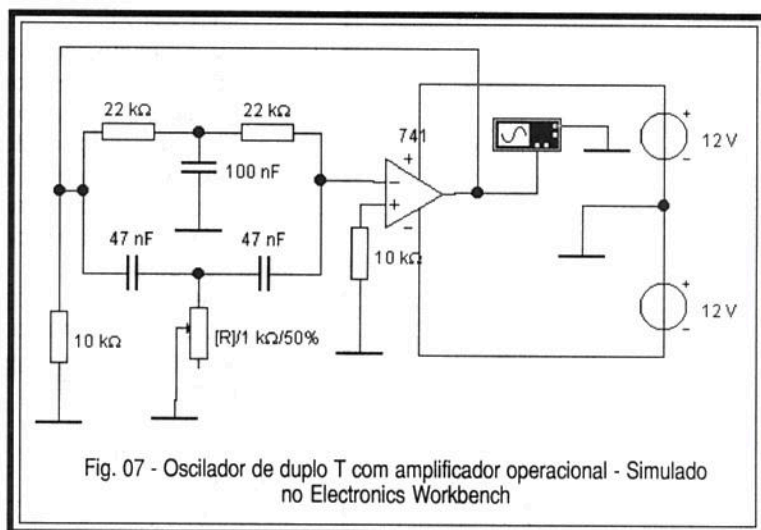 22 kΩ 22 kΩ
741
12 V
100 nF
47 nF 47 nF
10 kΩ
10 kΩ
[R]/1 kΩ/50%
12 V
Fig. 07 - Oscilador de duplo T com amplificador operacional - Simulado
no Electronics Workbench